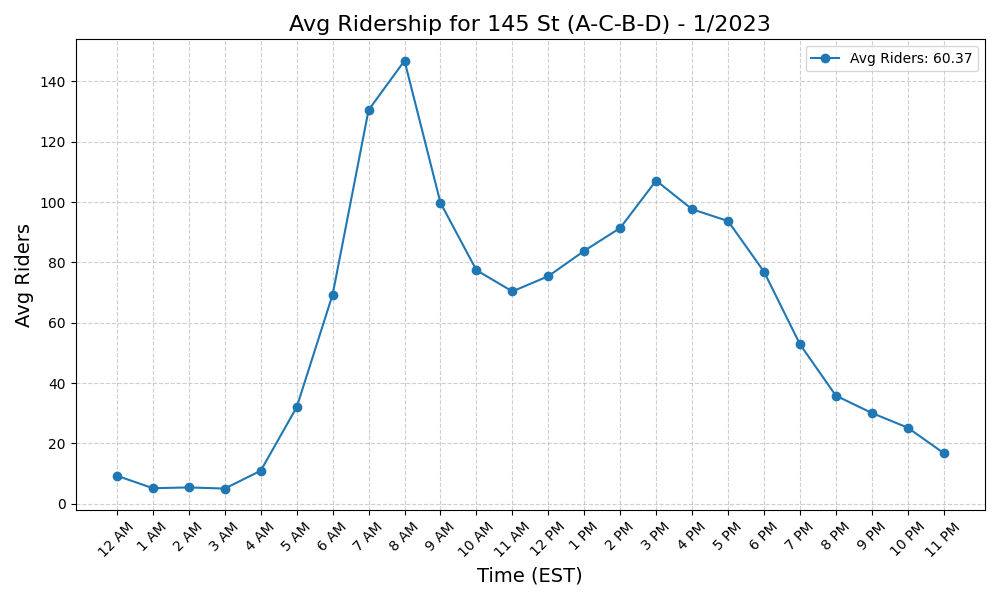 Avg Ridership for 145 St (A-C-B-D) - 1/2023
Avg Riders: 60.37
Avg Riders
140
120
100
80
60
40
20
0
12 AM
1 AM
2 AM
3 AM
4 AM
5 AM
6 AM
7 AM
8 AM
9 AM
10 AM
11 AM
12 PM
1 PM
2 PM
3 PM
4 PM
5 PM
6 PM
7 PM
8 PM
9 PM
10 PM
11 PM
Time (EST)